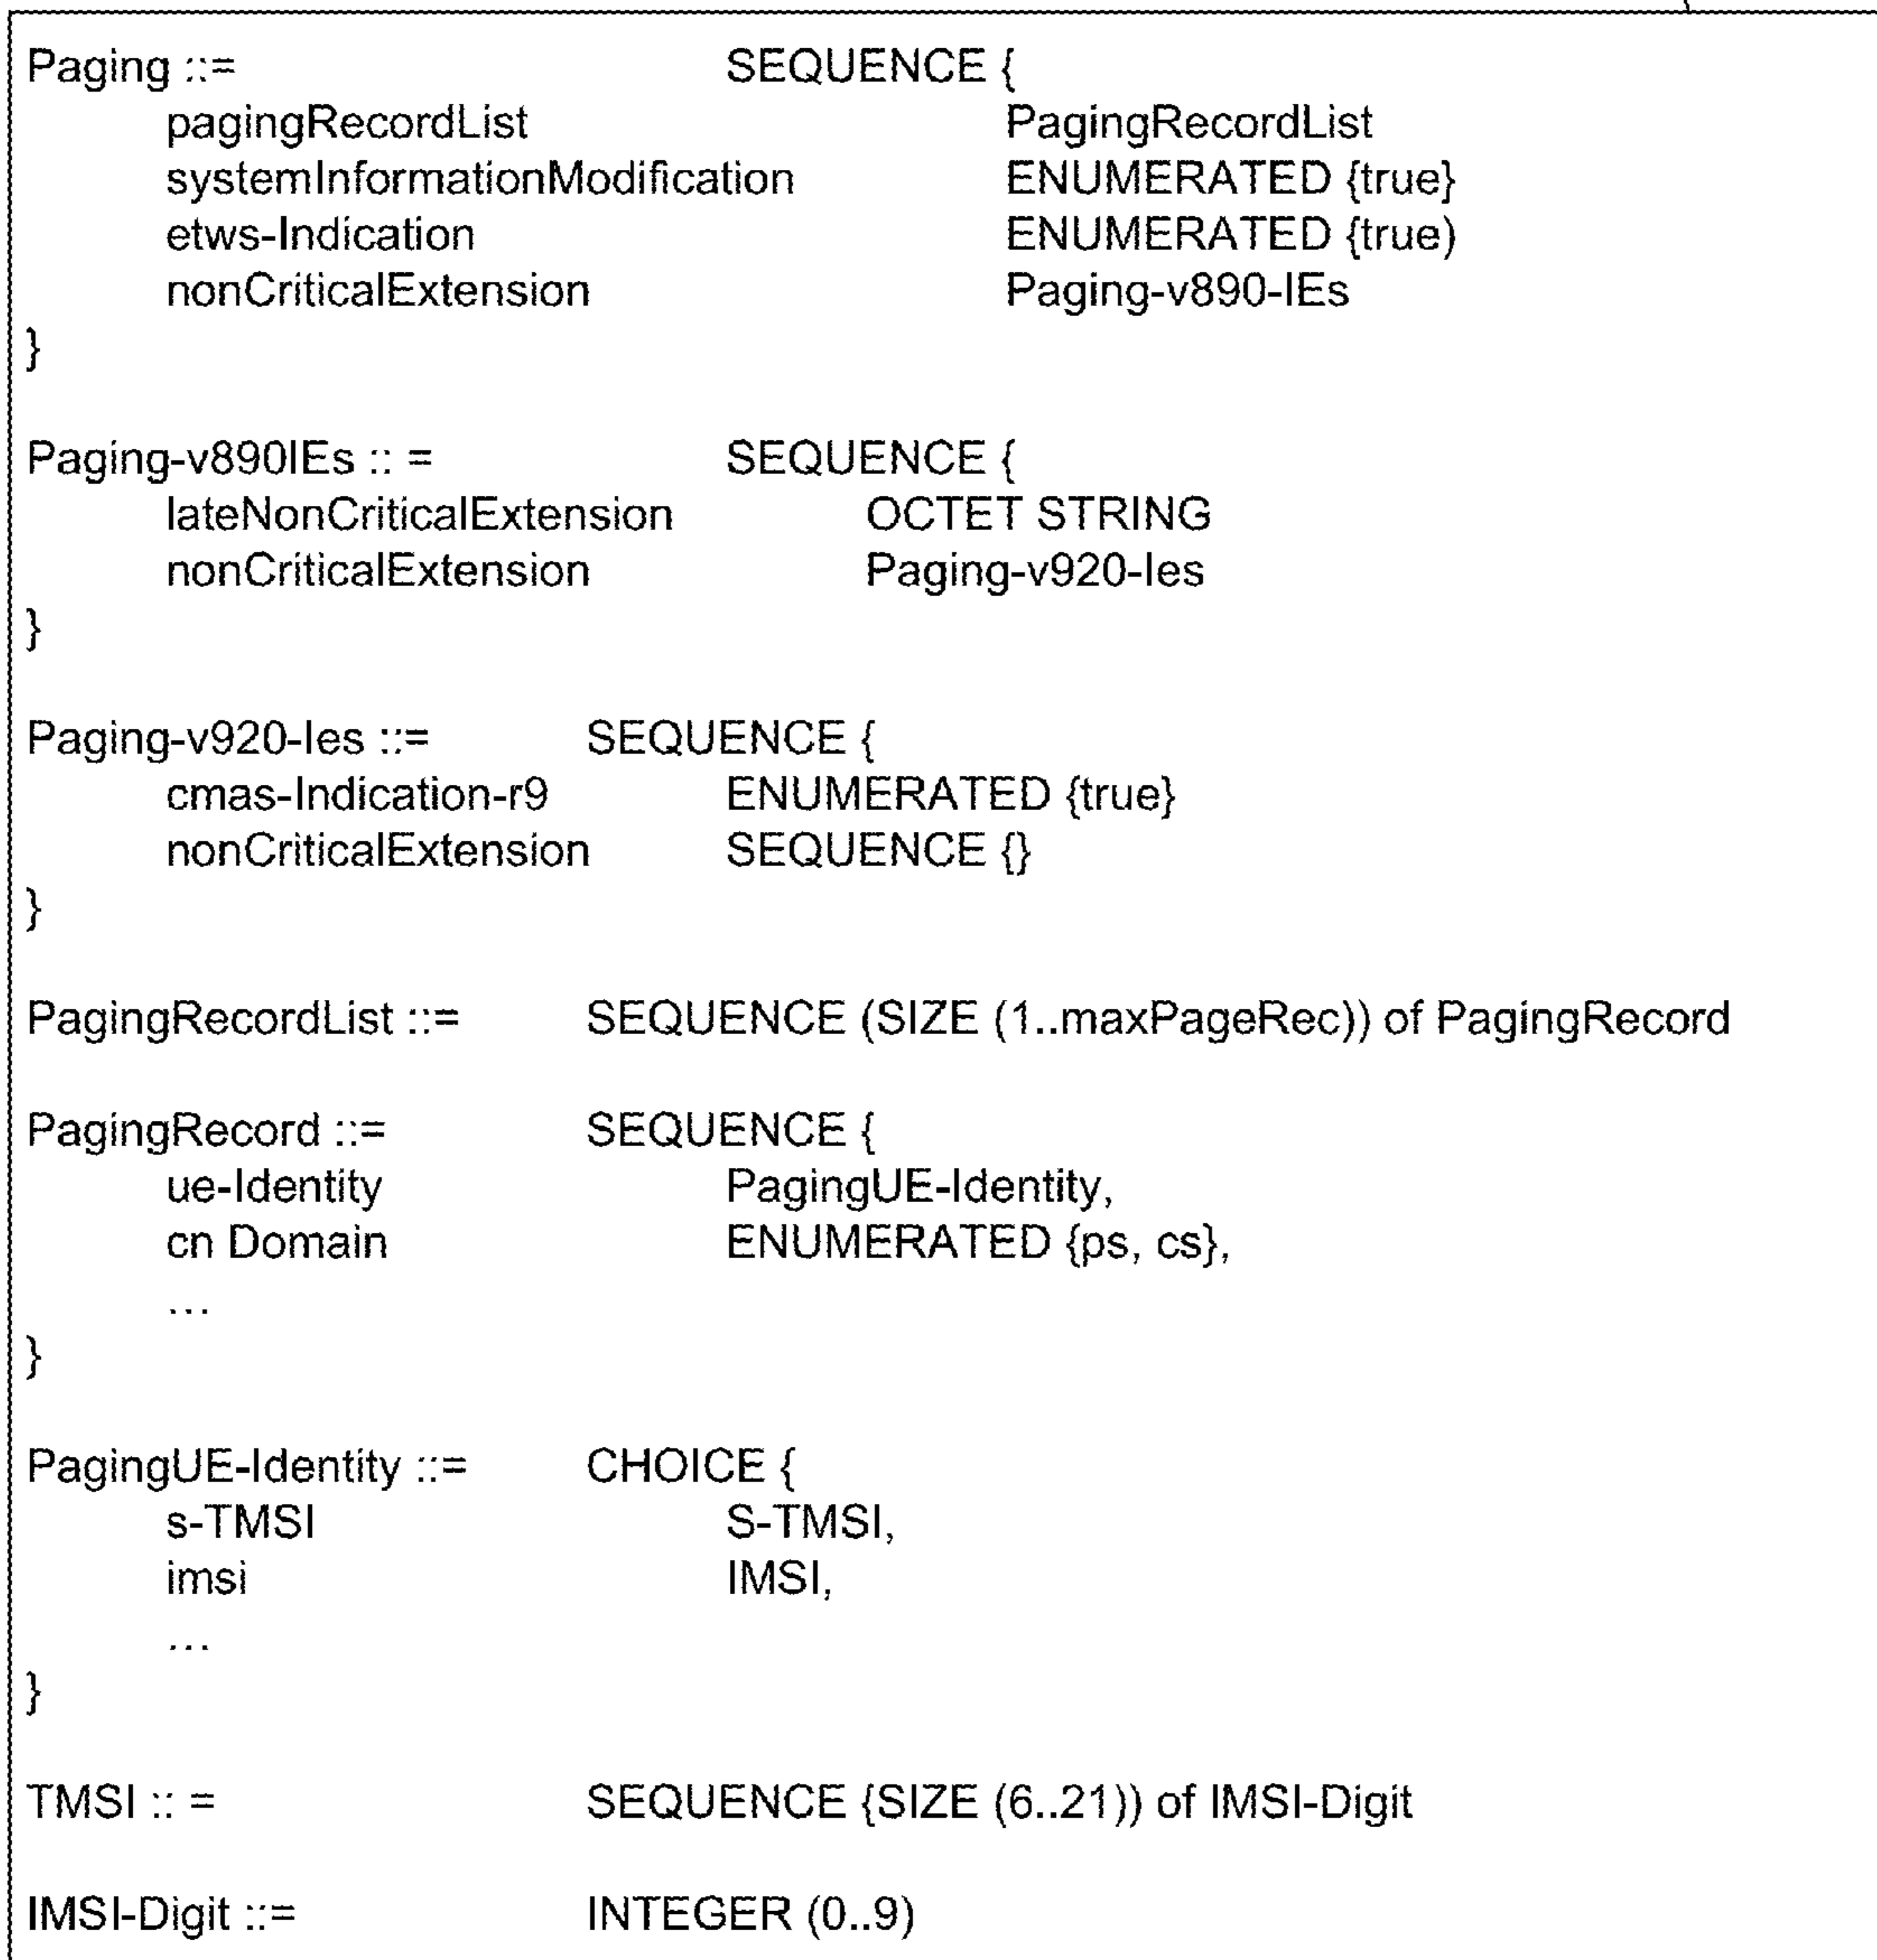 Paging ::= SEQUENCE {
pagingRecordList PagingRecordList
systemInformationModification ENUMERATED {true}
etws-Indication ENUMERATED {true)
nonCriticalExtension Paging-v890-IEs
}
Paging-v890IEs :: = SEQUENCE {
lateNonCriticalExtension OCTET STRING
nonCriticalExtension Paging-v920-Ies
}
Paging-v920-Ies ::= SEQUENCE {
cmas-Indication-r9 ENUMERATED {true}
nonCriticalExtension SEQUENCE {}
}
PagingRecordList ::= SEQUENCE (SIZE (1..maxPageRec)) of PagingRecord
PagingRecord ::= SEQUENCE {
ue-Identity PagingUE-Identity,
cn Domain ENUMERATED {ps, cs},
...
}
PagingUE-Identity ::= CHOICE {
s-TMSI S-TMSI,
imsi IMSI,
...
}
TMSI :: = SEQUENCE {SIZE (6..21)) of IMSI-Digit
IMSI-Digit ::= INTEGER (0..9)